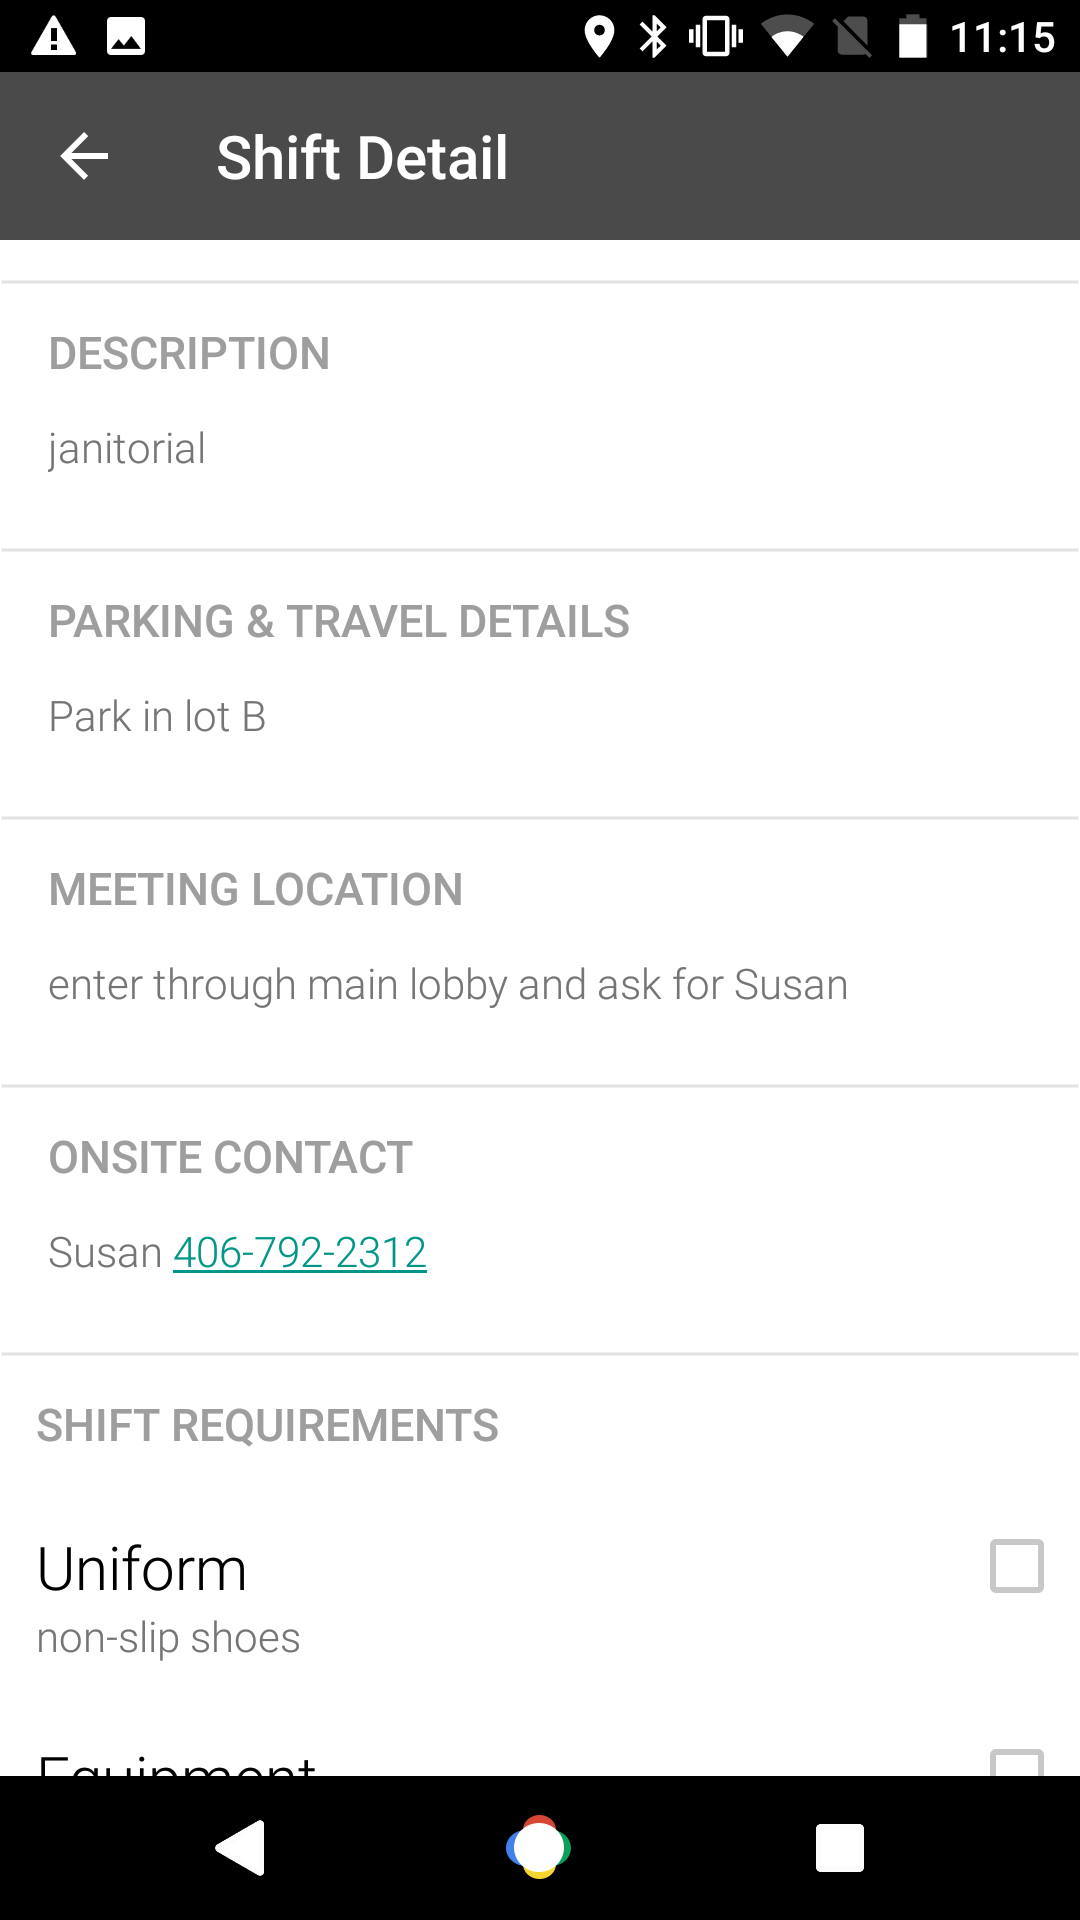 11:15
Shift Detail
DESCRIPTION
janitorial
PARKING & TRAVEL DETAILS
Park in lot B
MEETING LOCATION
enter through main lobby and ask for Susan
ONSITE CONTACT
Susan 406-792-2312
SHIFT REQUIREMENTS
Uniform
non-slip shoes
Equipment